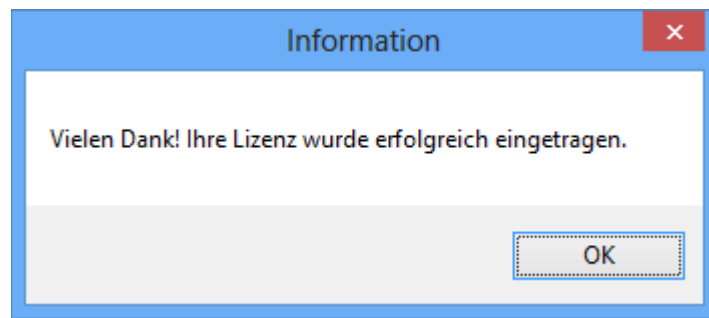 Information
Vielen Dank! Ihre Lizenz wurde erfolgreich eingetragen.
OK